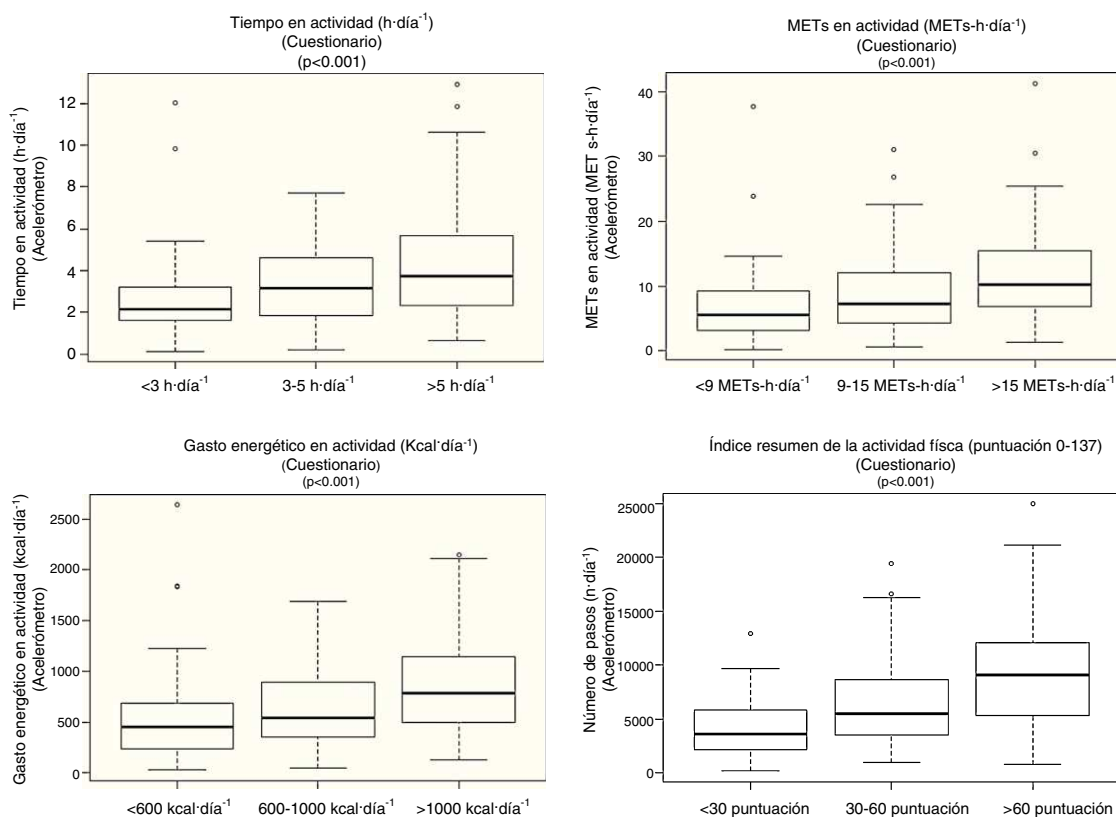 Tiempo en actividad (h·día⁻¹)
(Cuestionario)
(p<0.001)
Tiempo en actividad (h·día⁻¹)
(Acelerómetro)
12
10
8
6
4
2
0
<3 h·día⁻¹ 3-5 h·día⁻¹ >5 h·día⁻¹
METs en actividad (METs-h·día⁻¹)
(Cuestionario)
(p<0.001)
METs en actividad (MET s-h·día⁻¹)
(Acelerómetro)
40
30
20
10
0
<9 METs-h·día⁻¹ 9-15 METs-h·día⁻¹ >15 METs-h·día⁻¹
Gasto energético en actividad (Kcal·día⁻¹)
(Cuestionario)
(p<0.001)
Gasto energético en actividad (kcal·día⁻¹)
(Acelerómetro)
2500
2000
1500
1000
500
0
<600 kcal·día⁻¹ 600-1000 kcal·día⁻¹ >1000 kcal·día⁻¹
Índice resumen de la actividad físca (puntuación 0-137)
(Cuestionario)
(p<0.001)
Número de pasos (n·día⁻¹)
(Acelerómetro)
25000
20000
15000
10000
5000
0
<30 puntuación 30-60 puntuación >60 puntuación